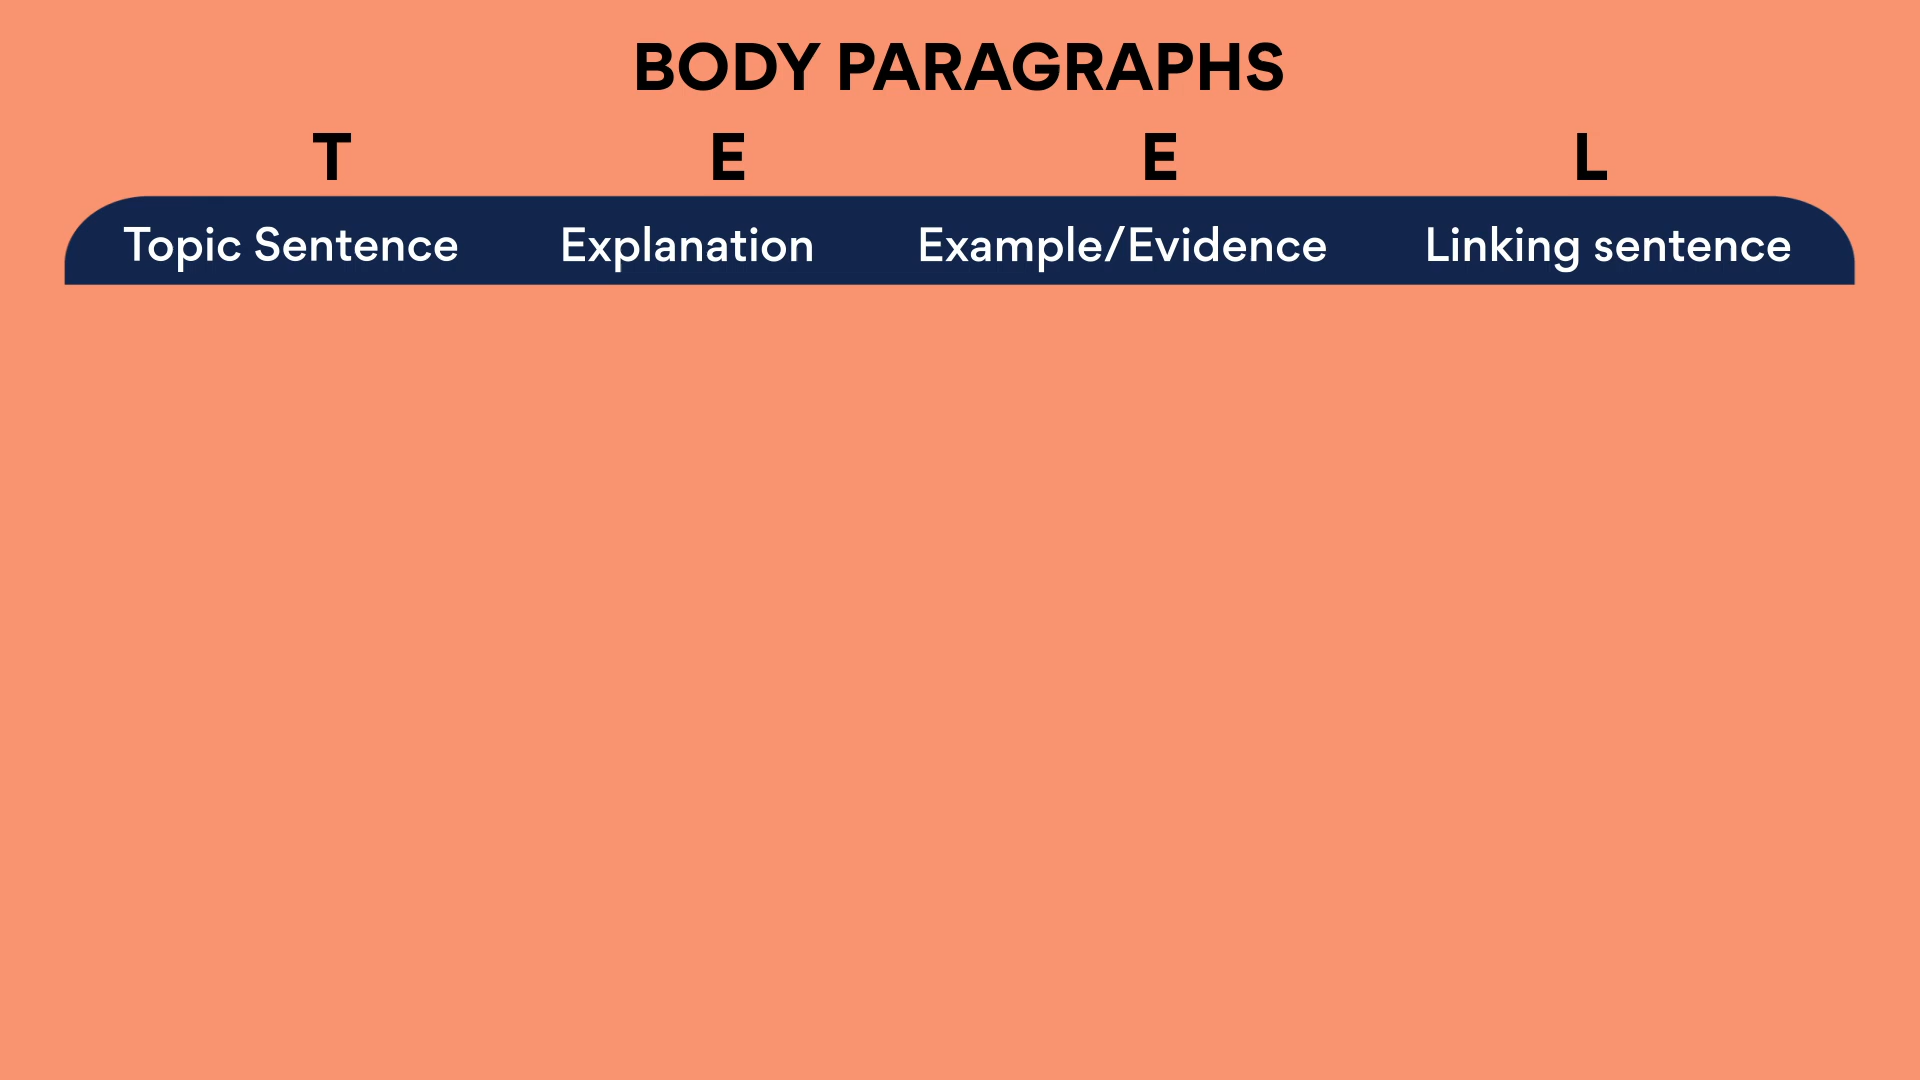 BODY PARAGRAPHS
T E E L
Topic Sentence Explanation Example/Evidence Linking sentence